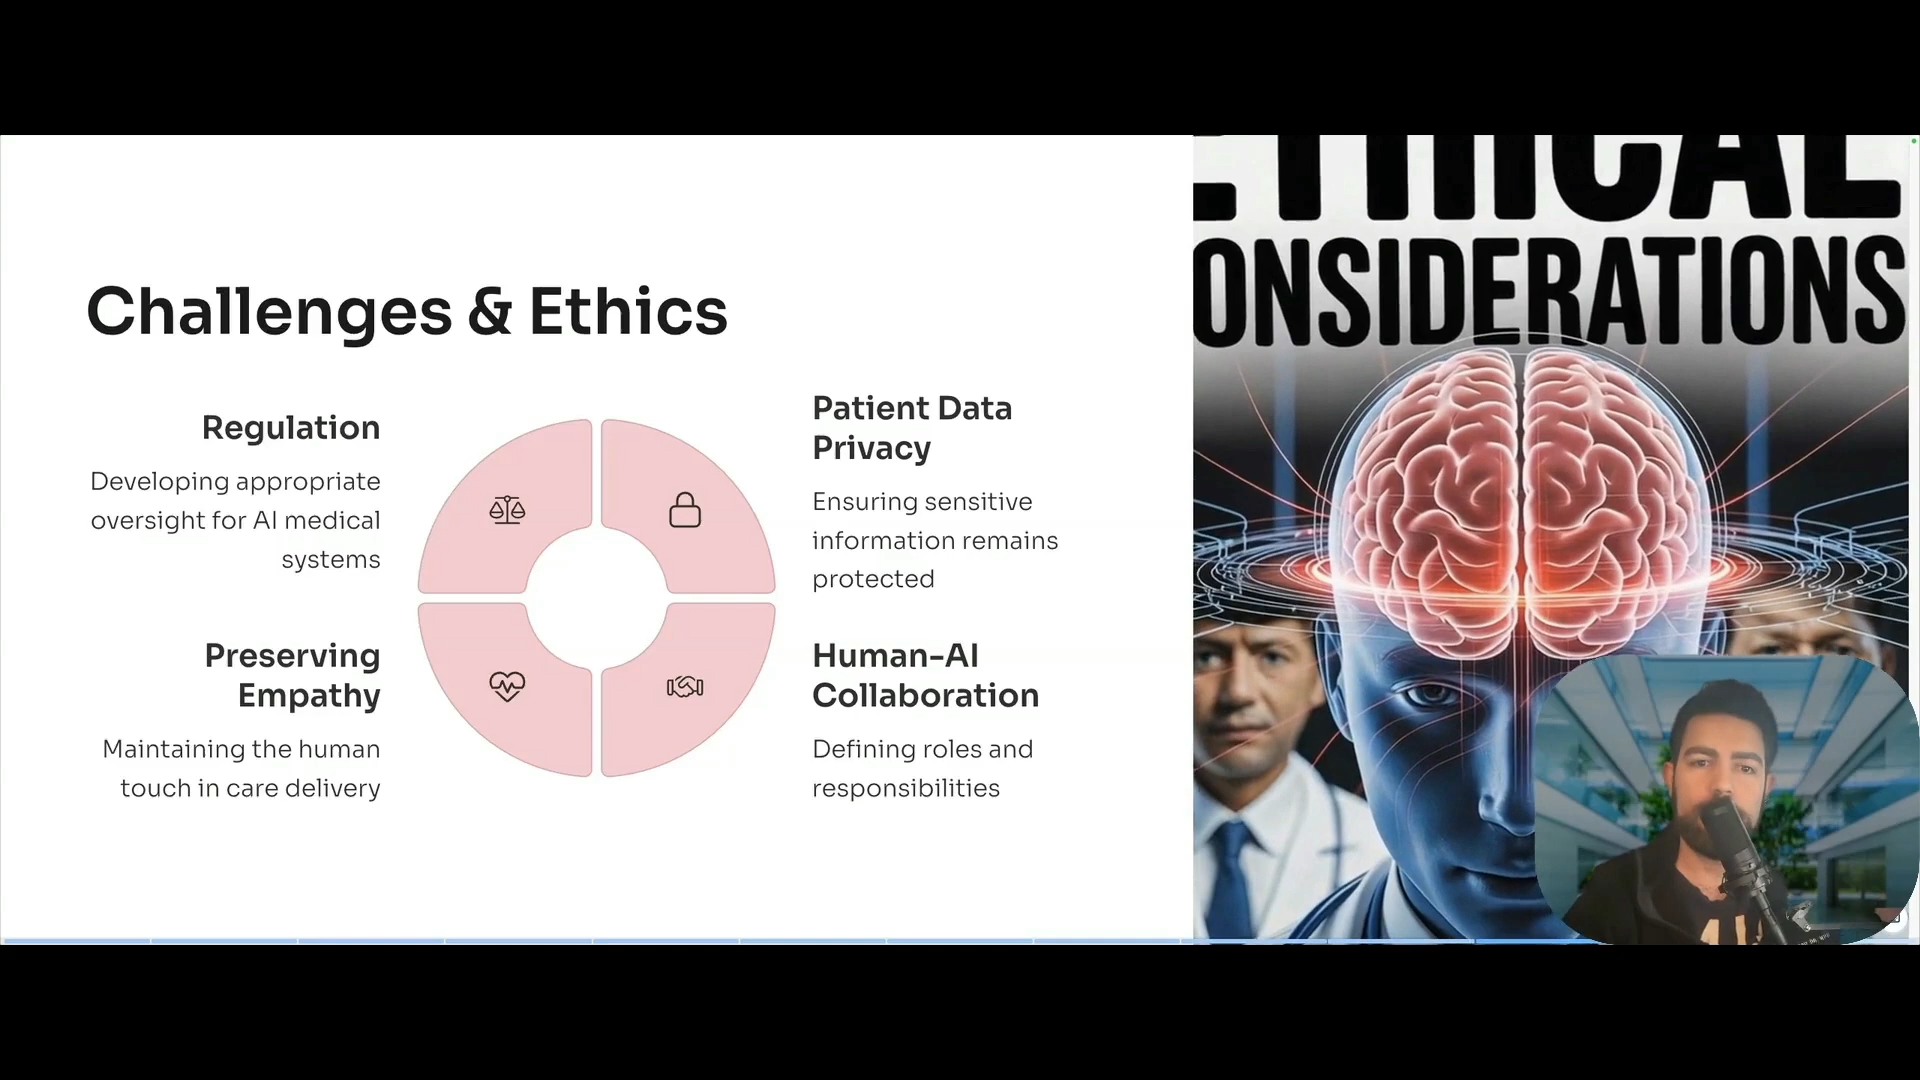 Challenges & Ethics
Regulation
Developing appropriate
oversight for AI medical
systems
Patient Data
Privacy
Ensuring sensitive
information remains
protected
Preserving
Empathy
Maintaining the human
touch in care delivery
Human-AI
Collaboration
Defining roles and
responsibilities
ETHICAL
ONSIDERATIONS